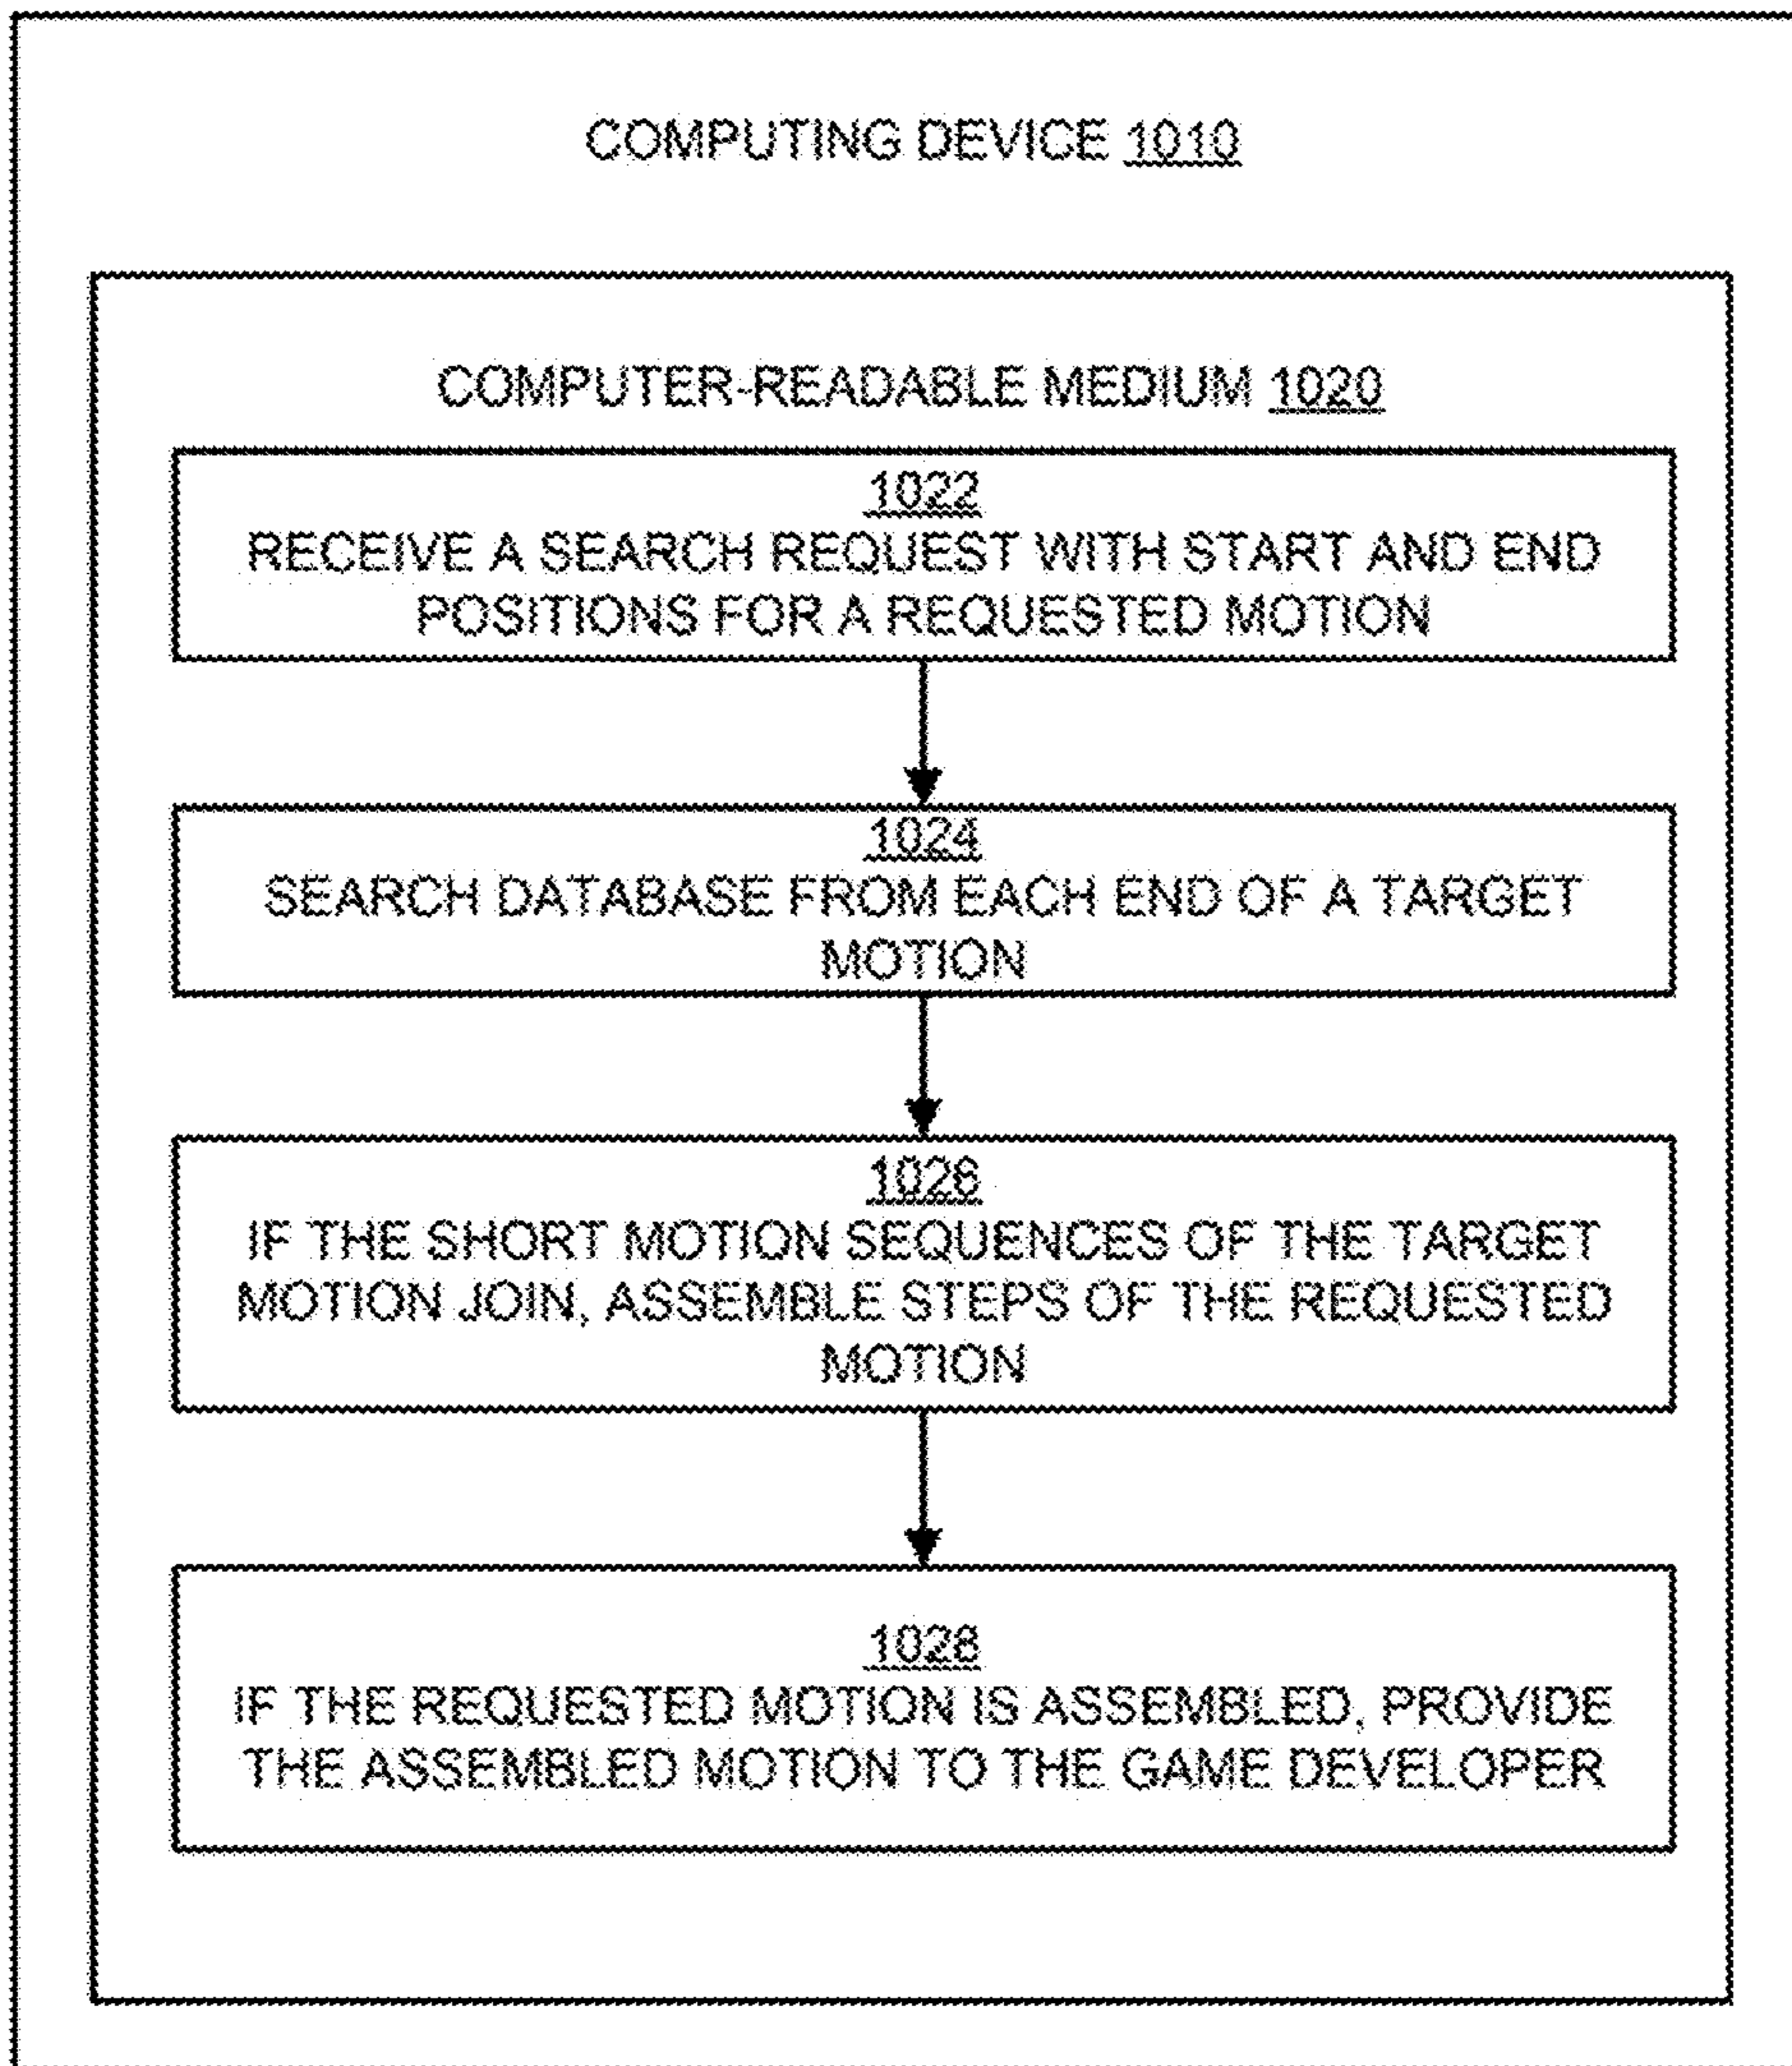 COMPUTING DEVICE 1010
COMPUTER-READABLE MEDIUM 1020
1022
RECEIVE A SEARCH REQUEST WITH START AND END
POSITIONS FOR A REQUESTED MOTION
1024
SEARCH DATABASE FROM EACH END OF A TARGET
MOTION
1026
IF THE SHORT MOTION SEQUENCES OF THE TARGET
MOTION JOIN, ASSEMBLE STEPS OF THE REQUESTED
MOTION
1028
IF THE REQUESTED MOTION IS ASSEMBLED, PROVIDE
THE ASSEMBLED MOTION TO THE GAME DEVELOPER